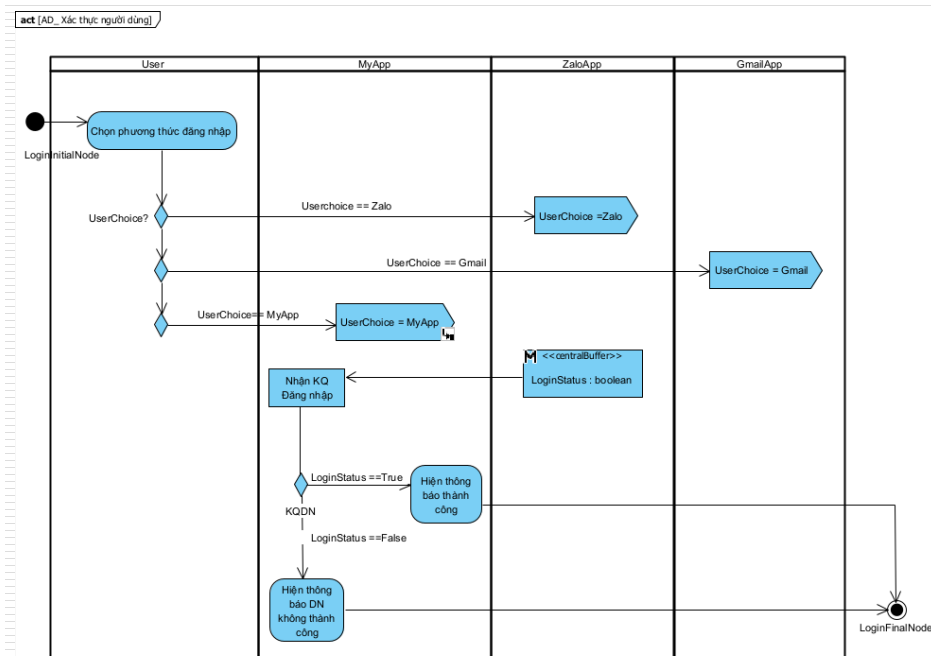 act [AD_ Xác thực người dùng]
User
MyApp
ZaloApp
GmailApp
Chọn phương thức đăng nhập
LoginInitialNode
UserChoice?
Userchoice == Zalo
UserChoice =Zalo
UserChoice == Gmail
UserChoice = Gmail
UserChoice== MyApp
UserChoice = MyApp
<<centralBuffer>>
LoginStatus : boolean
Nhận KQ
Đăng nhập
LoginStatus ==True
Hiện thông
báo thành
công
KQDN
LoginStatus ==False
Hiện thông
báo DN
không thành
công
LoginFinalNode